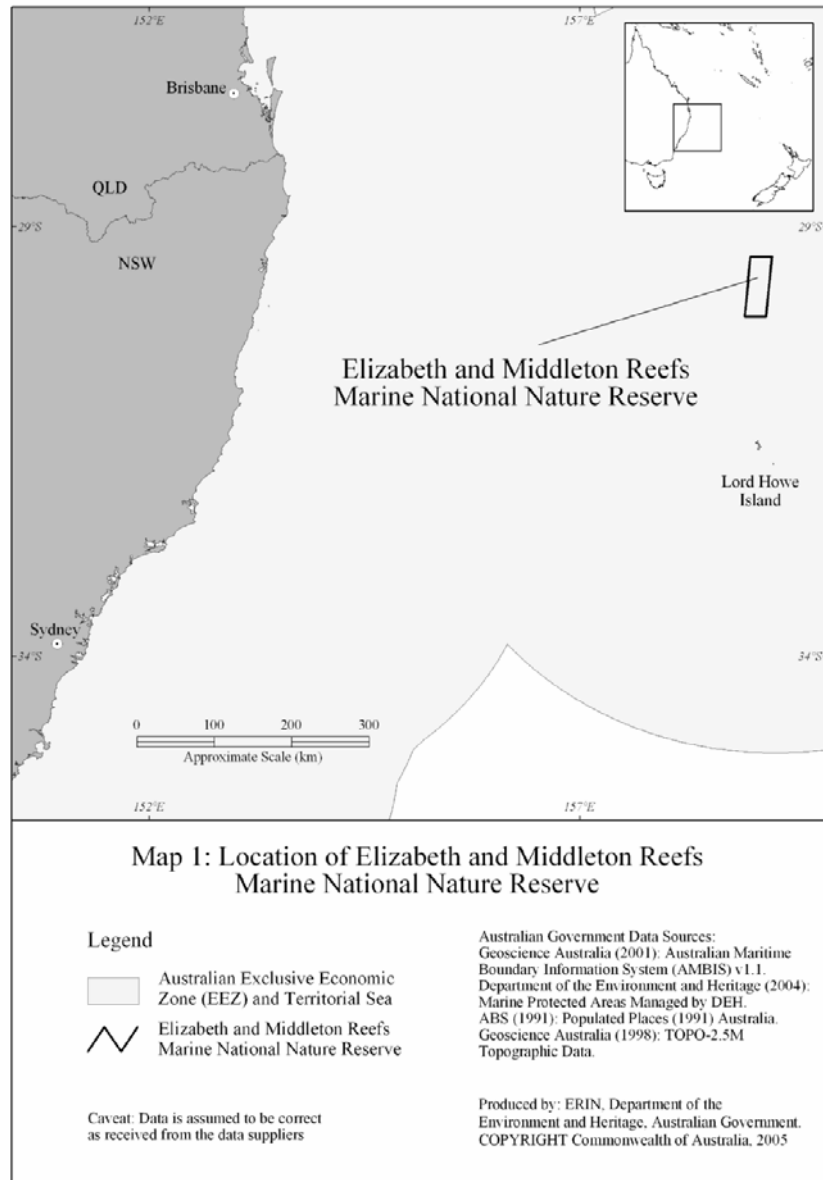 152°E
157°E
Brisbane
QLD
29°S
29°S
NSW
Elizabeth and Middleton Reefs
Marine National Nature Reserve
Lord Howe
Island
Sydney
34°S
34°S
0
100
200
300
Approximate Scale (km)
152°E
157°E
Map 1: Location of Elizabeth and Middleton Reefs
Marine National Nature Reserve
Legend
Australian Exclusive Economic
Zone (EEZ) and Territorial Sea
Elizabeth and Middleton Reefs
Marine National Nature Reserve
Caveat: Data is assumed to be correct
as received from the data suppliers
Australian Government Data Sources:
Geoscience Australia (2001): Australian Maritime
Boundary Information System (AMBIS) v1.1.
Department of the Environment and Heritage (2004):
Marine Protected Areas Managed by DEH.
ABS (1991): Populated Places (1991) Australia.
Geoscience Australia (1998): TOPO-2.5M
Topographic Data.
Produced by: ERIN, Department of the
Environment and Heritage, Australian Government.
COPYRIGHT Commonwealth of Australia, 2005